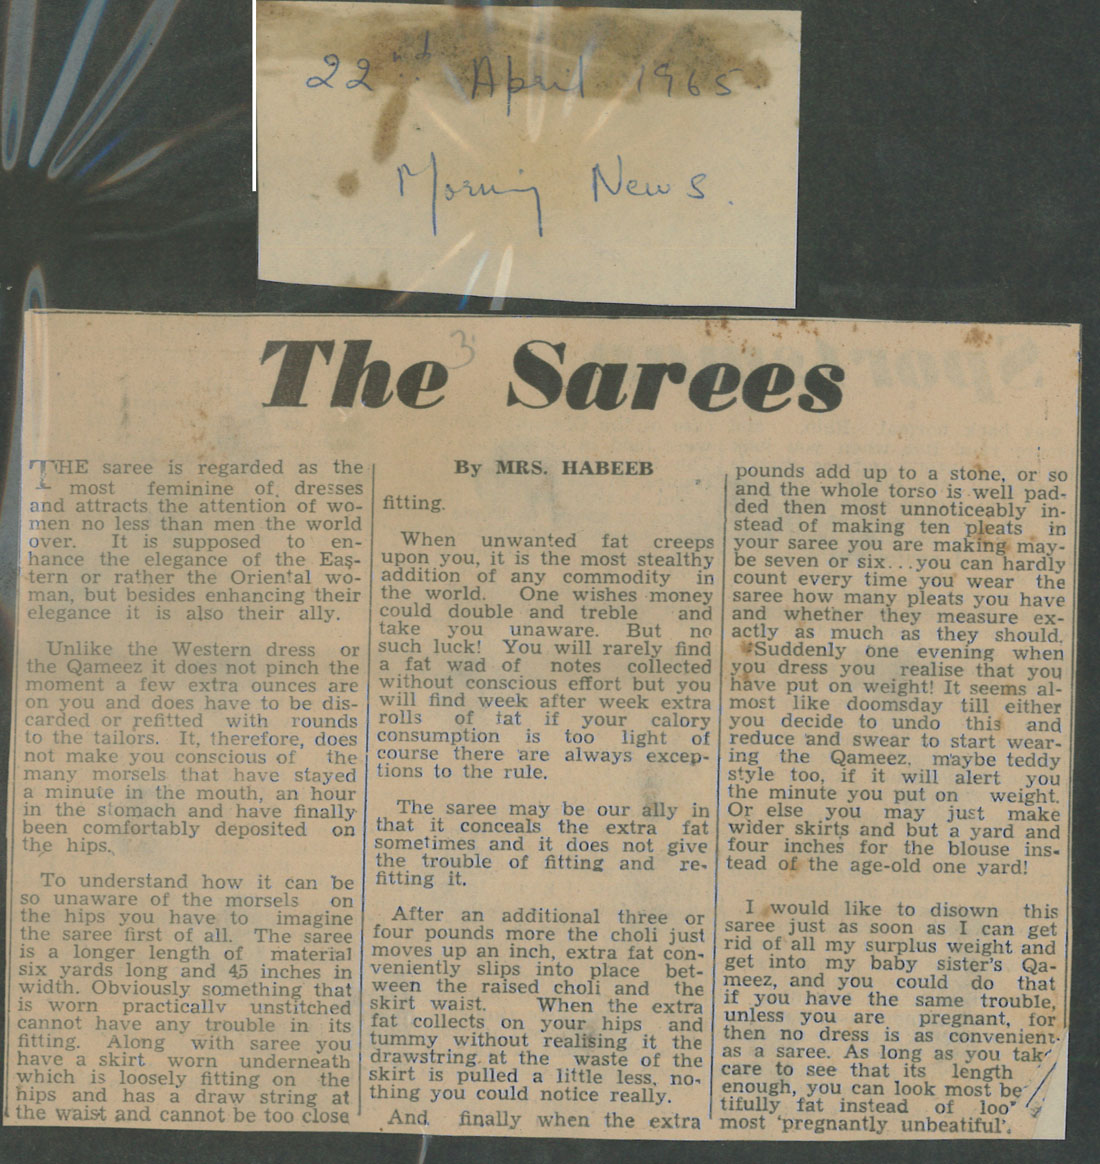 22nd April 1965
Morning News.
3
The Sarees
By MRS. HABEEB
THE saree is regarded as the
most feminine of dresses
and attracts the attention of wo-
men no less than men the world
over. It is supposed to en-
hance the elegance of the Eas-
tern or rather the Oriental wo-
man, but besides enhancing their
elegance it is also their ally.
Unlike the Western dress or
the Qameez it does not pinch the
moment a few extra ounces are
on you and does have to be dis-
carded or refitted with rounds
to the tailors. It, therefore, does
not make you conscious of the
many morsels that have stayed
a minute in the mouth, an hour
in the stomach and have finally
been comfortably deposited on
the hips.
To understand how it can be
so unaware of the morsels on
the hips you have to imagine
the saree first of all. The saree
is a longer length of material
six yards long and 45 inches in
width. Obviously something that
is worn practically unstitched
cannot have any trouble in its
fitting. Along with saree you
have a skirt worn underneath
which is loosely fitting on the
hips and has a draw string at
the waist and cannot be too close
fitting.
When unwanted fat creeps
upon you, it is the most stealthy
addition of any commodity in
the world. One wishes money
could double and treble and
take you unaware. But no
such luck! You will rarely find
a fat wad of notes collected
without conscious effort but you
will find week after week extra
rolls of fat if your calory
consumption is too light of
course there are always excep-
tions to the rule.
The saree may be our ally in
that it conceals the extra fat
sometimes and it does not give
the trouble of fitting and re-
fitting it.
After an additional three or
four pounds more the choli just
moves up an inch, extra fat con-
veniently slips into place bet-
ween the raised choli and the
skirt waist. When the extra
fat collects on your hips and
tummy without realising it the
drawstring at the waste of the
skirt is pulled a little less, no-
thing you could notice really.
And finally when the extra
pounds add up to a stone, or so
and the whole torso is well pad-
ded then most unnoticeably in-
stead of making ten pleats in
your saree you are making may-
be seven or six...you can hardly
count every time you wear the
saree how many pleats you have
and whether they measure ex-
actly as much as they should.
Suddenly one evening when
you dress you realise that you
have put on weight! It seems al-
most like doomsday till either
you decide to undo this and
reduce and swear to start wear-
ing the Qameez, maybe teddy
style too, if it will alert you
the minute you put on weight.
Or else you may just make
wider skirts and but a yard and
four inches for the blouse ins-
tead of the age-old one yard!
I would like to disown this
saree just as soon as I can get
rid of all my surplus weight and
get into my baby sister's Qa-
meez, and you could do that
if you have the same trouble,
unless you are pregnant, for
then no dress is as convenient
as a saree. As long as you tak
care to see that its length
enough, you can look most be
tifully fat instead of loo
most 'pregnantly unbeatiful'.